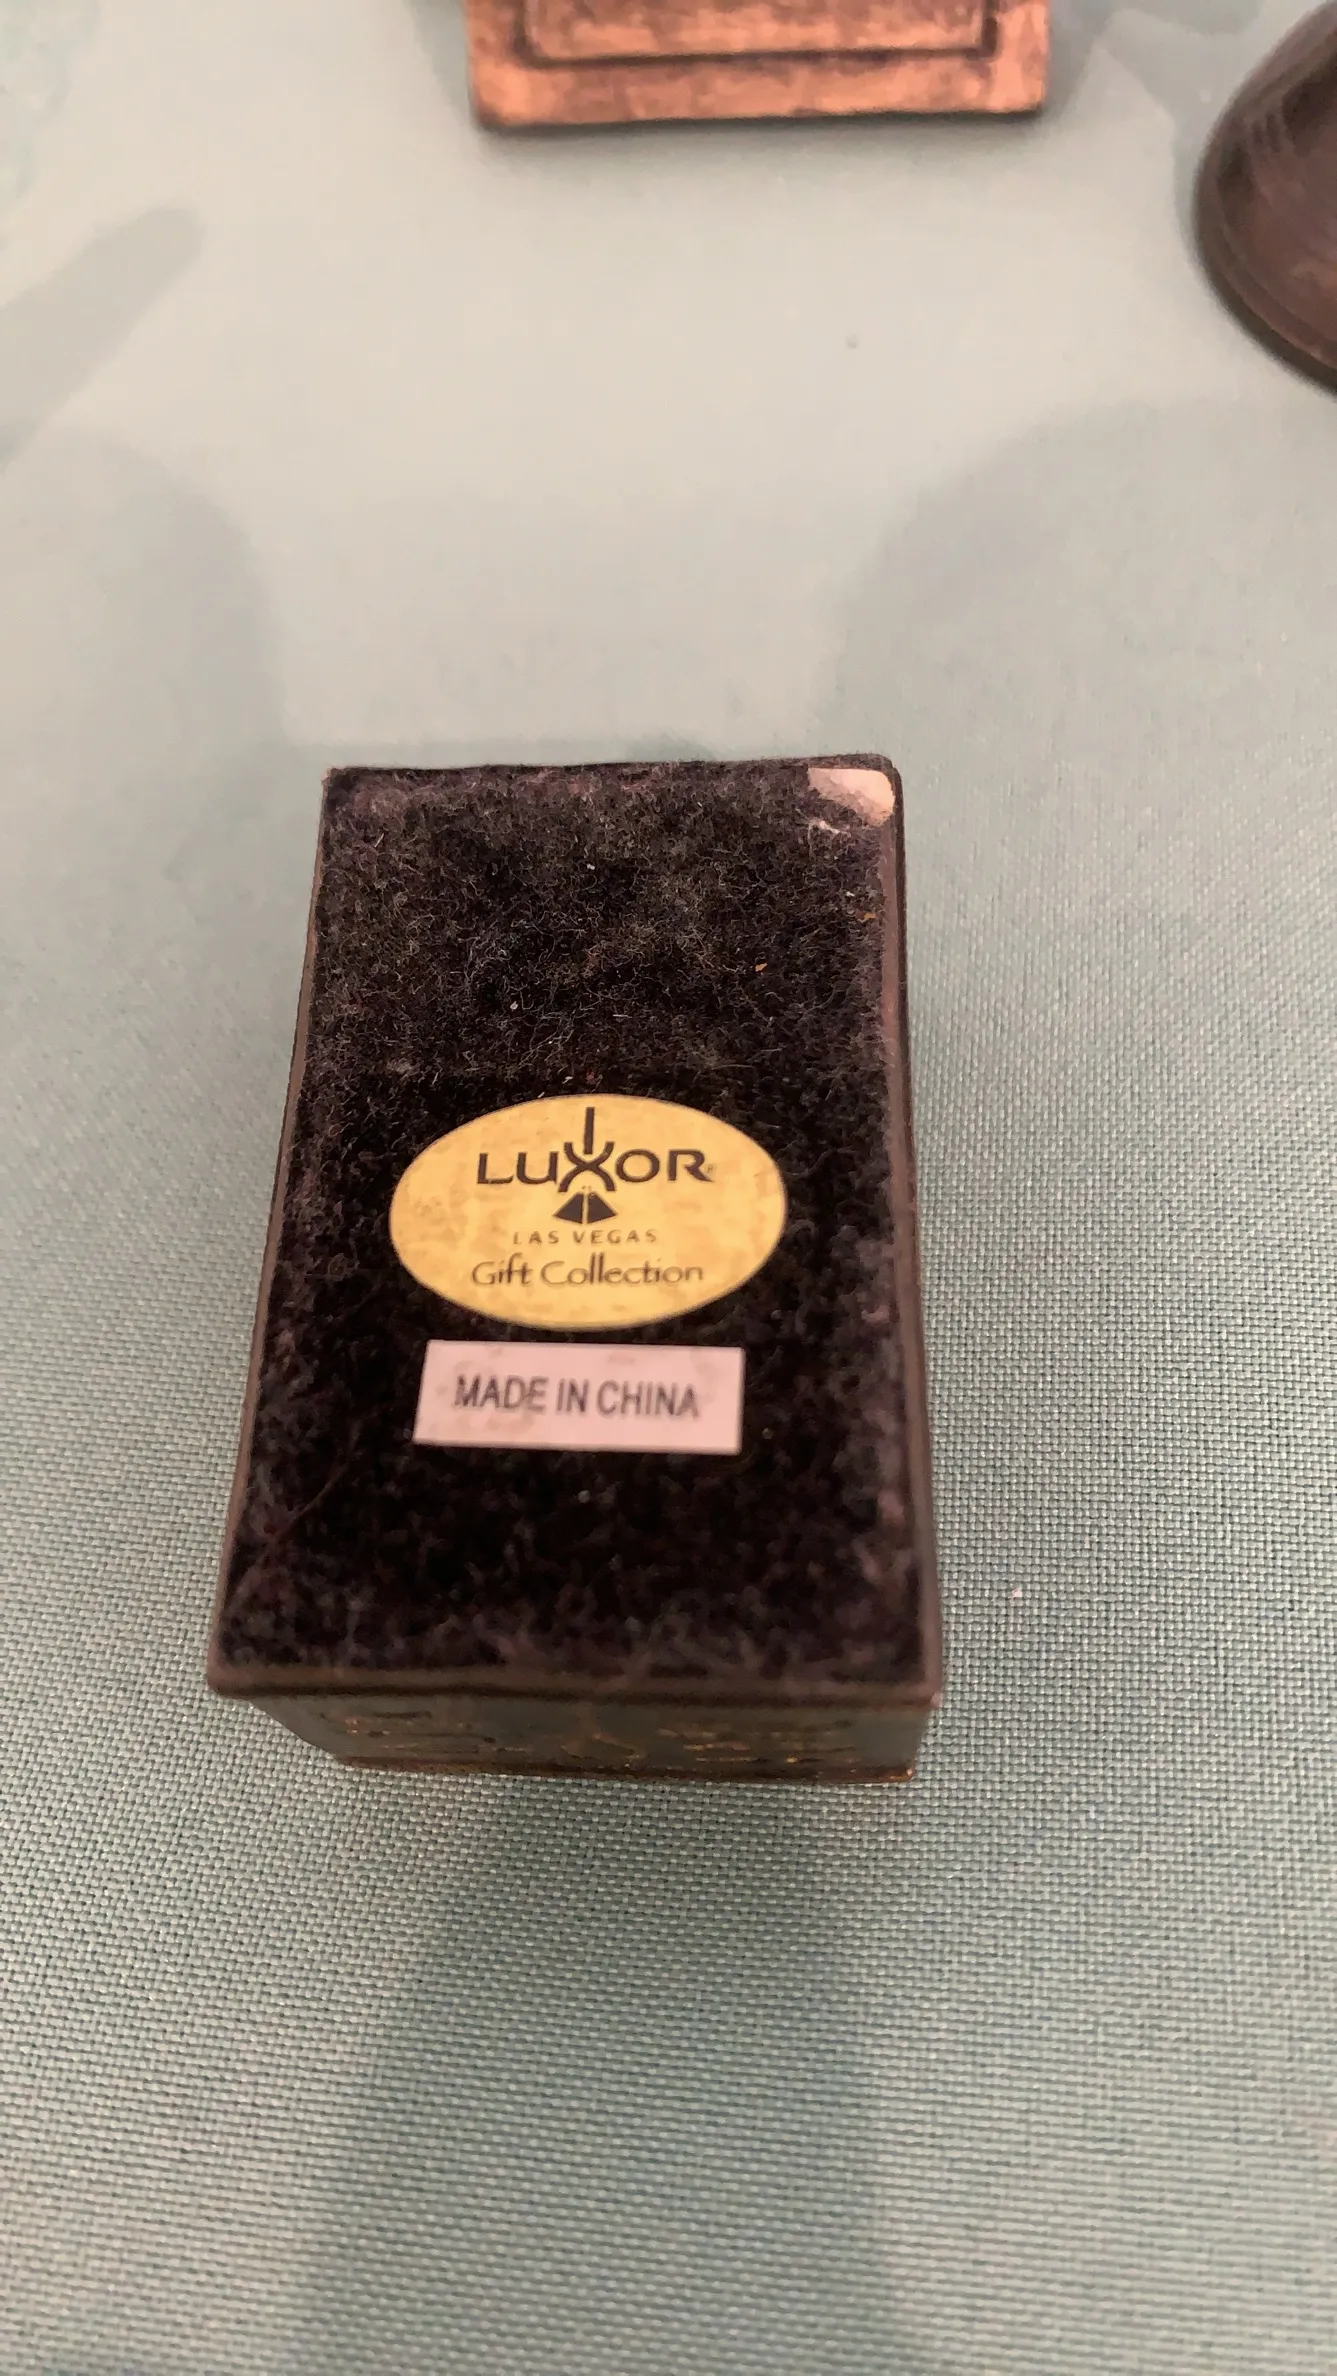 LUXOR®
LAS VEGAS
Gift Collection
MADE IN CHINA